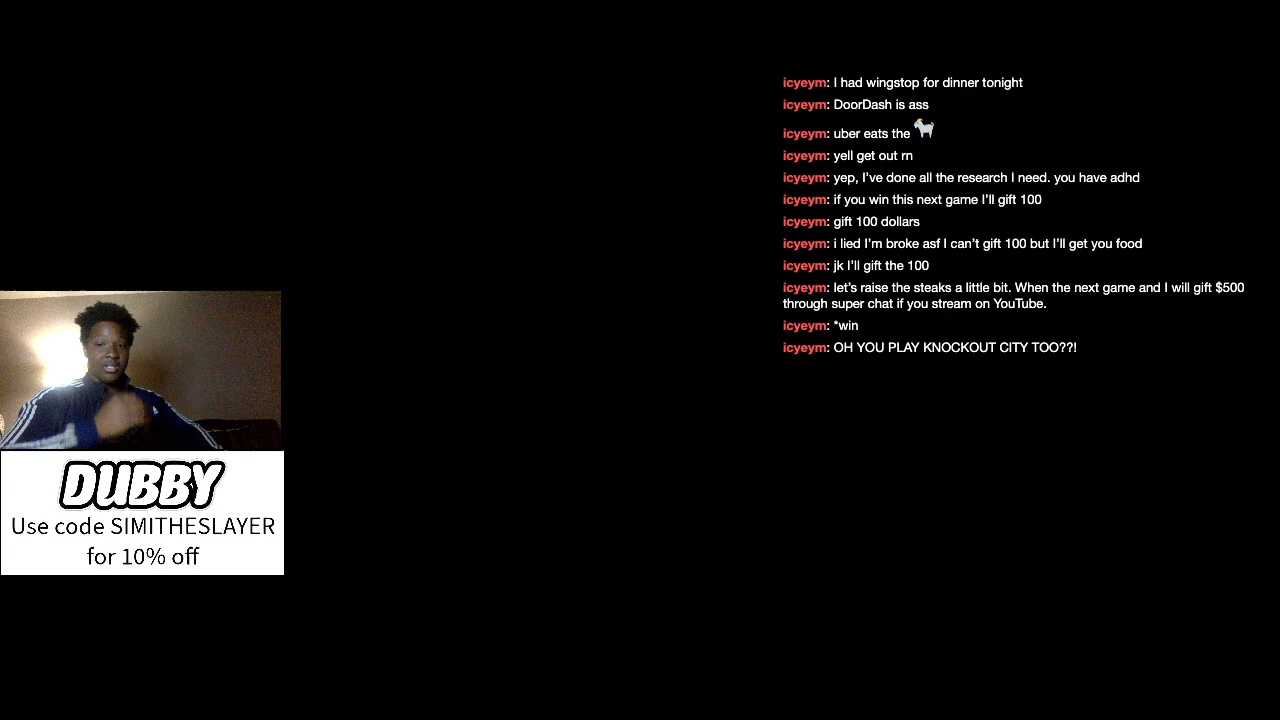 icyeym: I had wingstop for dinner tonight
icyeym: DoorDash is ass
icyeym: uber eats the 🐐
icyeym: yell get out rn
icyeym: yep, I’ve done all the research I need. you have adhd
icyeym: if you win this next game I’ll gift 100
icyeym: gift 100 dollars
icyeym: i lied I’m broke asf I can’t gift 100 but I’ll get you food
icyeym: jk I’ll gift the 100
icyeym: let’s raise the steaks a little bit. When the next game and I will gift $500
through super chat if you stream on YouTube.
icyeym: *win
icyeym: OH YOU PLAY KNOCKOUT CITY TOO??!
DUBBY
Use code SIMITHESLAYER
for 10% off